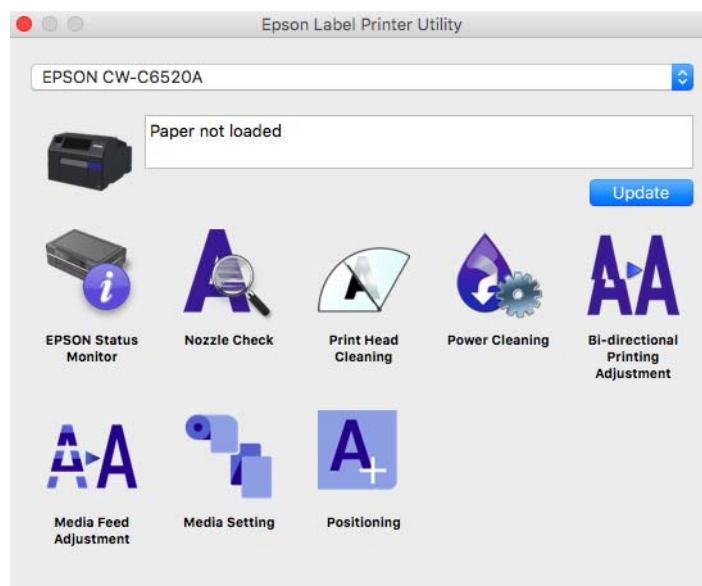 Epson Label Printer Utility
EPSON CW-C6520A
Paper not loaded
Update
EPSON Status
Monitor
Nozzle Check
Print Head
Cleaning
Power Cleaning
Bi-directional
Printing
Adjustment
Media Feed
Adjustment
Media Setting
Positioning